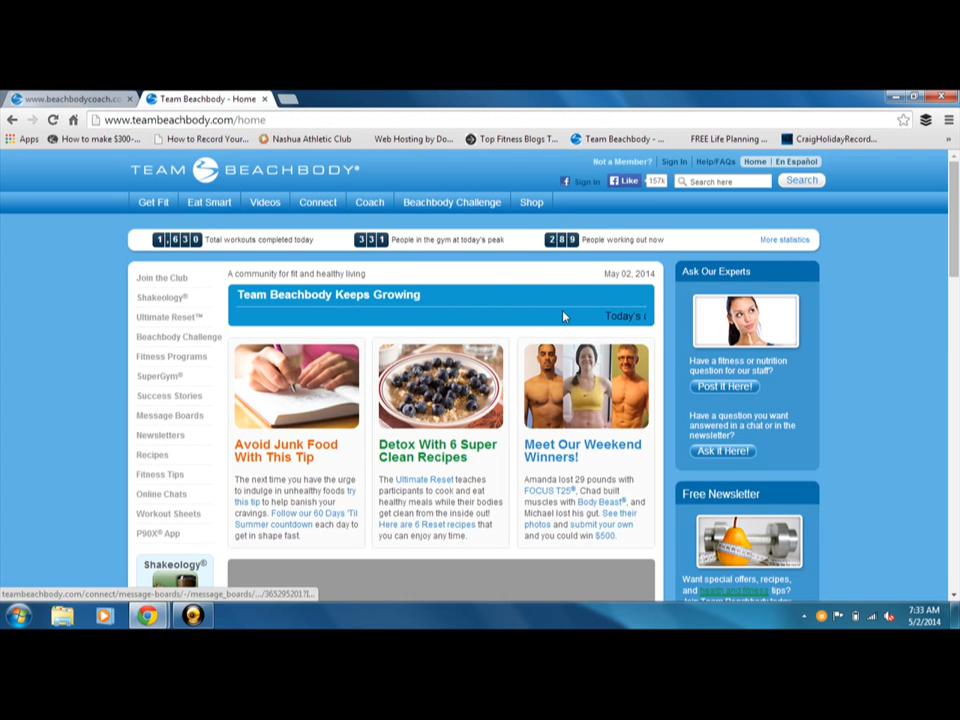 www.beachbodycoach.co
Team Beachbody - Home
www.teambeachbody.com/home
Apps
How to make $300-...
How to Record Your...
Nashua Athletic Club
Web Hosting by Do...
Top Fitness Blogs T...
Team Beachbody - ...
FREE Life Planning ...
CraigHolidayRecord...
»
TEAM BEACHBODY®
Not a Member? | Sign In | Help/FAQs | Home | En Español
Sign In
Like
157k
Search here
Search
Get Fit
Eat Smart
Videos
Connect
Coach
Beachbody Challenge
Shop
1,630 Total workouts completed today
331 People in the gym at today's peak
289 People working out now
More statistics
Join the Club
Shakeology®
Ultimate Reset™
Beachbody Challenge
Fitness Programs
SuperGym®
Success Stories
Message Boards
Newsletters
Recipes
Fitness Tips
Online Chats
Workout Sheets
P90X® App
Shakeology®
A community for fit and healthy living
May 02, 2014
Team Beachbody Keeps Growing
Today's
Avoid Junk Food
With This Tip
The next time you have the urge
to indulge in unhealthy foods try
this tip to help banish your
cravings. Follow our 60 Days 'Til
Summer countdown each day to
get in shape fast.
Detox With 6 Super
Clean Recipes
The Ultimate Reset teaches
participants to cook and eat
healthy meals while their bodies
get clean from the inside out!
Here are 6 Reset recipes that
you can enjoy any time.
Meet Our Weekend
Winners!
Amanda lost 29 pounds with
FOCUS T25®, Chad built
muscles with Body Beast®, and
Michael lost his gut. See their
photos and submit your own
and you could win $500.
Ask Our Experts
Have a fitness or nutrition
question for our staff?
Post it Here!
Have a question you want
answered in a chat or in the
newsletter?
Ask it Here!
Free Newsletter
Want special offers, recipes,
and health and fitness tips?
Join Team Beachbody today
teambeachbody.com/connect/message-boards/-/message_boards/.../365295201?l...
7:33 AM
5/2/2014